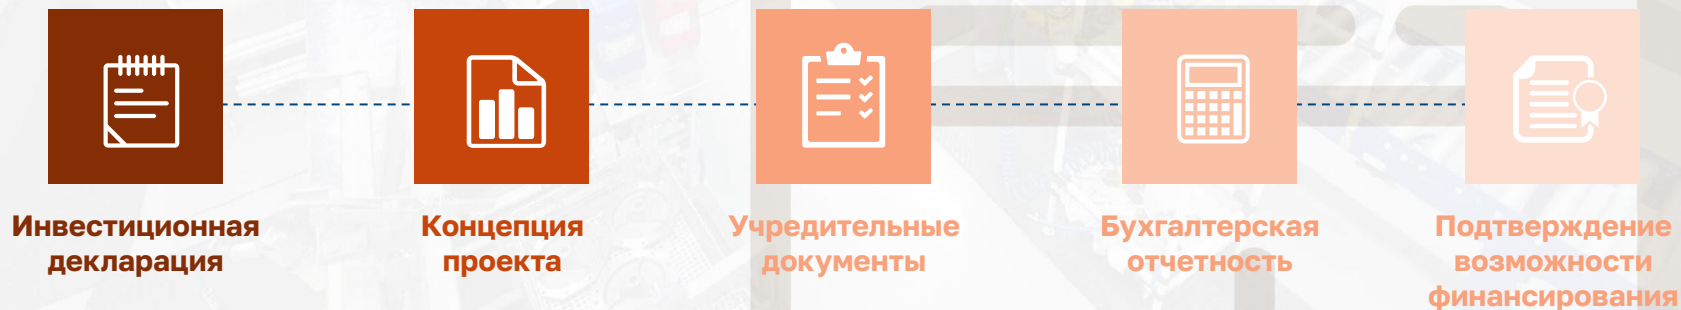 Инвестиционная
декларация
Концепция
проекта
Учредительные
документы
Бухгалтерская
отчетность
Подтверждение
возможности
финансирования